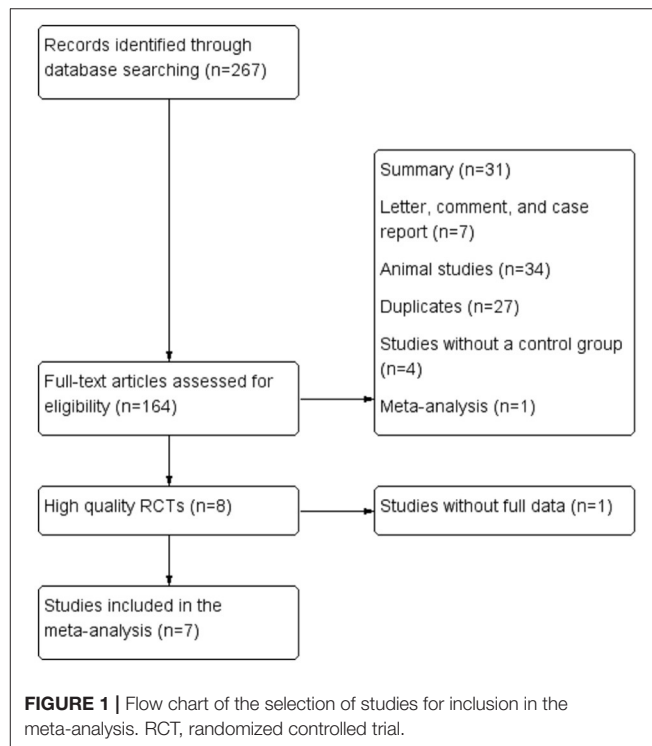 Records identified through
database searching (n=267)
Summary (n=31)
Letter, comment, and case
report (n=7)
Animal studies (n=34)
Duplicates (n=27)
Studies without a control group
(n=4)
Meta-analysis (n=1)
Full-text articles assessed for
eligibility (n=164)
High quality RCTs (n=8)
Studies without full data (n=1)
Studies included in the
meta-analysis (n=7)
FIGURE 1 | Flow chart of the selection of studies for inclusion in the
meta-analysis. RCT, randomized controlled trial.